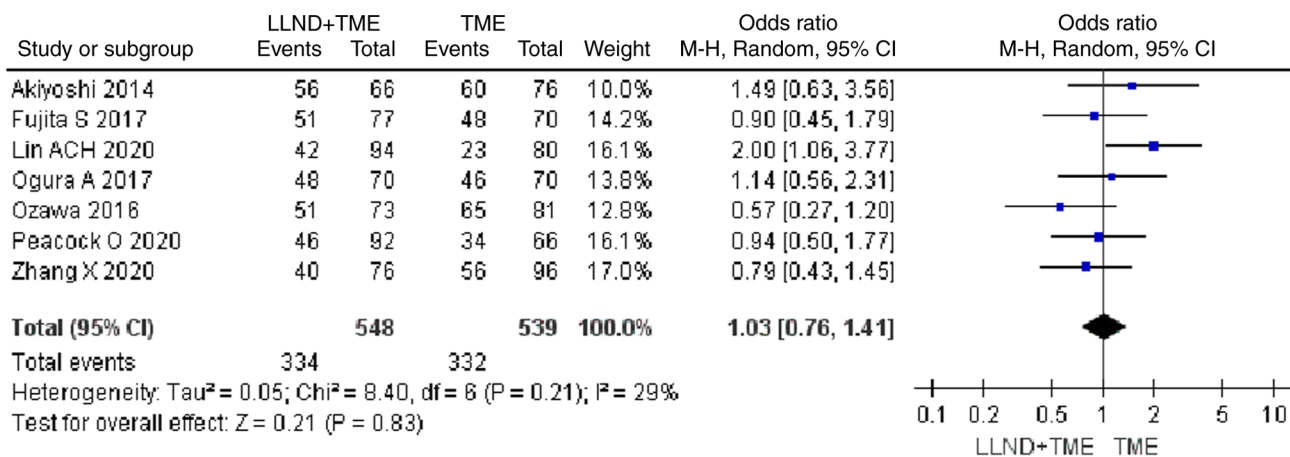 LLND+TME TME Odds ratio Odds ratio
Study or subgroup Events Total Events Total Weight M-H, Random, 95% CI M-H, Random, 95% CI
Akiyoshi 2014 56 66 60 76 10.0% 1.49 [0.63, 3.56]
Fujita S 2017 51 77 48 70 14.2% 0.90 [0.45, 1.79]
Lin ACH 2020 42 94 23 80 16.1% 2.00 [1.06, 3.77]
Ogura A 2017 48 70 46 70 13.8% 1.14 [0.56, 2.31]
Ozawa 2016 51 73 65 81 12.8% 0.57 [0.27, 1.20]
Peacock O 2020 46 92 34 66 16.1% 0.94 [0.50, 1.77]
Zhang X 2020 40 76 56 96 17.0% 0.79 [0.43, 1.45]
Total (95% CI) 548 539 100.0% 1.03 [0.76, 1.41]
Total events 334 332
Heterogeneity: Tau² = 0.05; Chi² = 8.40, df = 6 (P = 0.21); I² = 29%
Test for overall effect: Z = 0.21 (P = 0.83)
0.1 0.2 0.5 1 2 5 10
LLND+TME TME